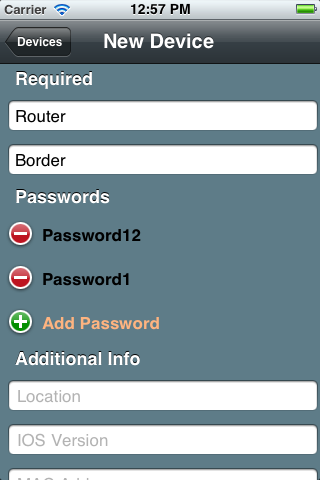 Carrier 12:57 PM
Devices New Device
Required
Router
Border
Passwords
Password12
Password1
Add Password
Additional Info
Location
IOS Version